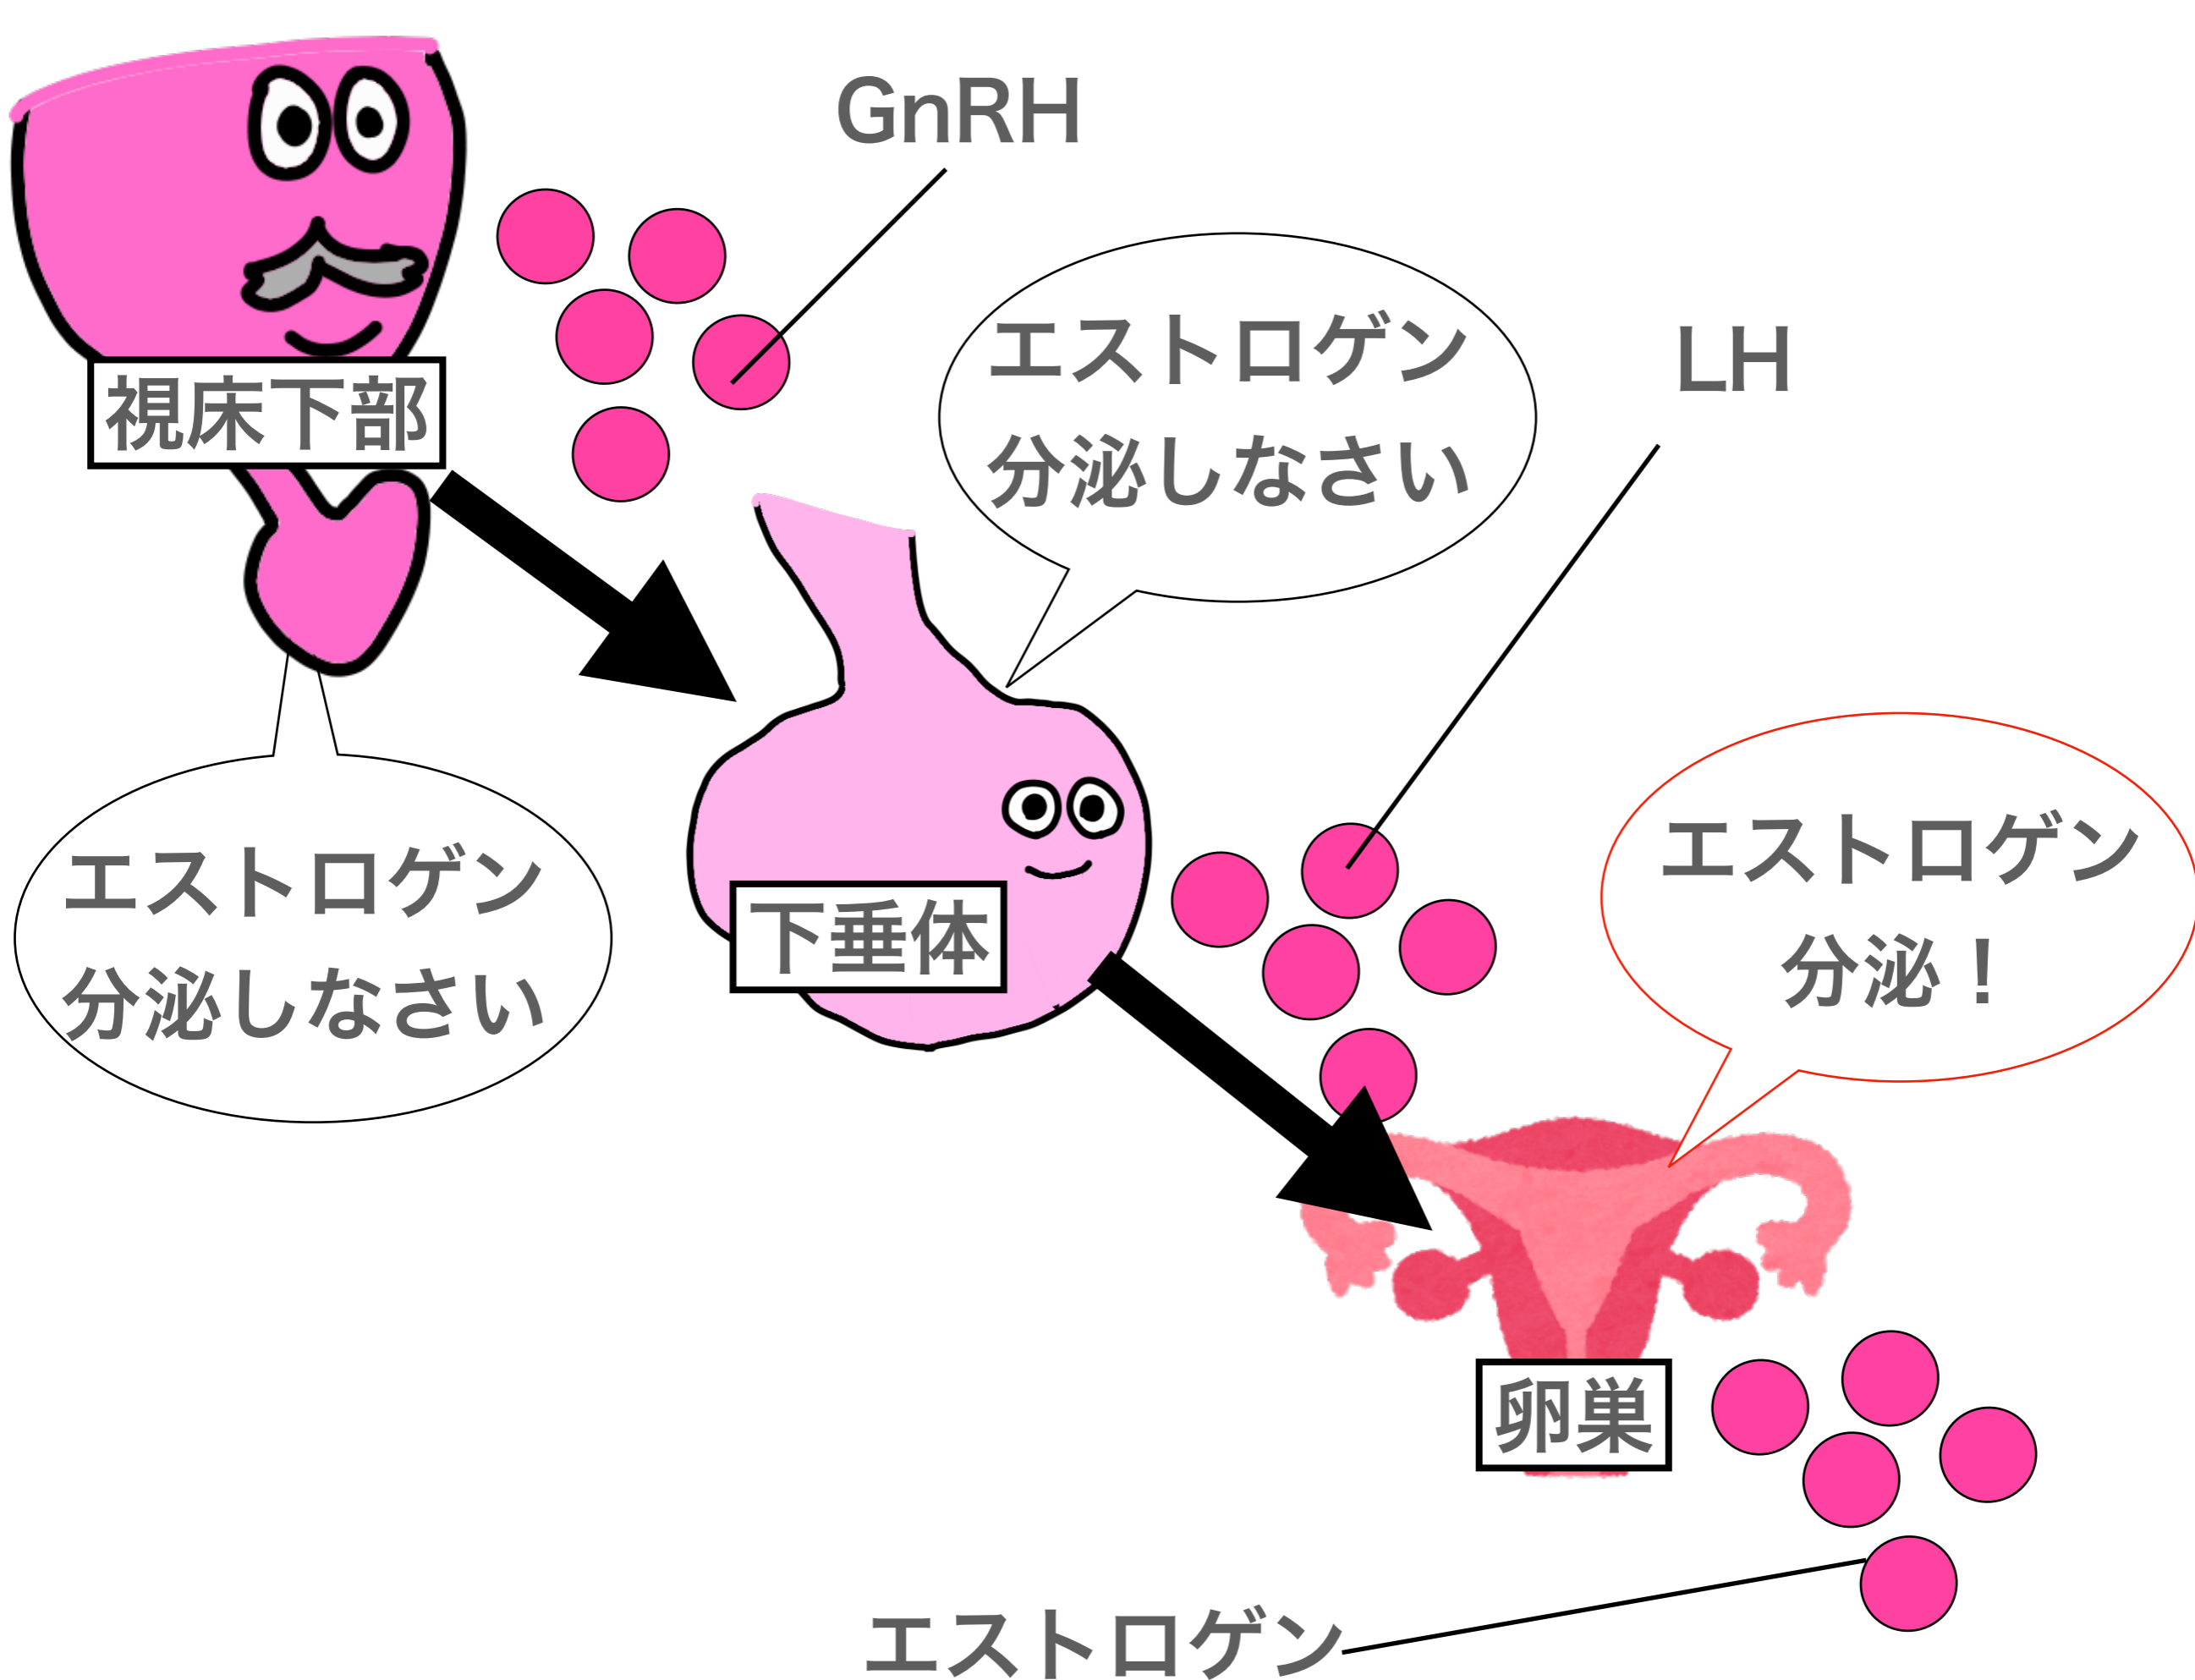 GnRH
エストロゲン
分泌しなさい
LH
視床下部
エストロゲン
分泌しなさい
下垂体
エストロゲン
分泌！
卵巣
エストロゲン